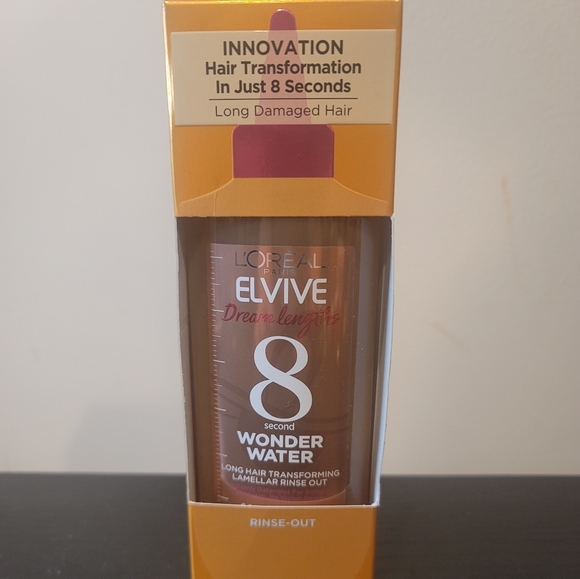 INNOVATION
Hair Transformation
In Just 8 Seconds
Long Damaged Hair
L'ORÉAL
PARIS
ELVIVE
Dream lengths
8
second
WONDER
WATER
LONG HAIR TRANSFORMING
LAMELLAR RINSE OUT
RINSE-OUT